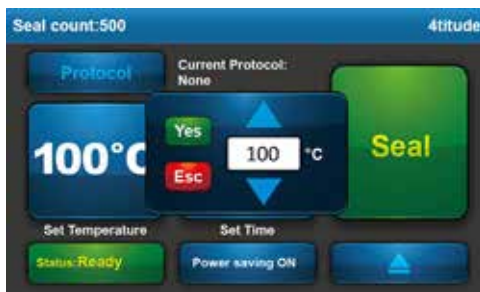 Seal count:500
4titude
Protocol
Current Protocol:
None
100°C
Yes
Esc
100 °C
Seal
Set Temperature
Set Time
Status:Ready
Power saving ON